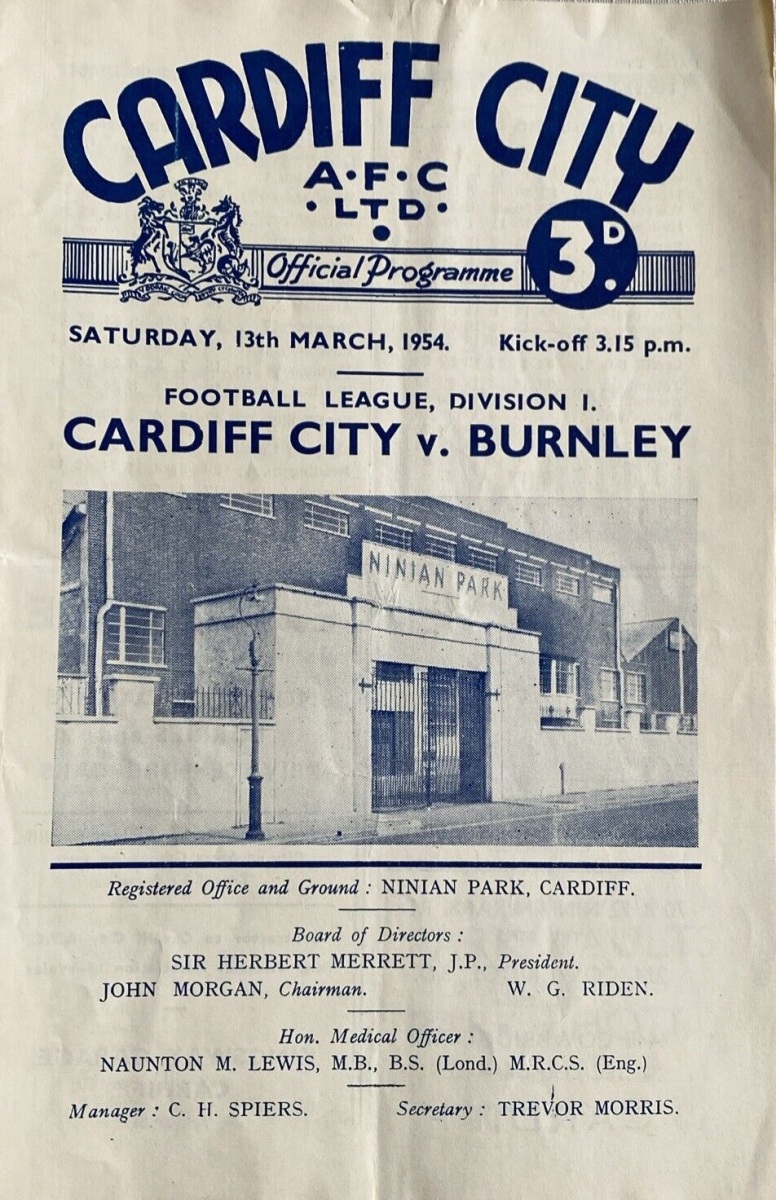 CARDIFF CITY
A·F·C
·LTD·
Official Programme
3.D
SATURDAY, 13th MARCH, 1954. Kick-off 3.15 p.m.
FOOTBALL LEAGUE, DIVISION I.
CARDIFF CITY v. BURNLEY
NINIAN PARK
Registered Office and Ground : NINIAN PARK, CARDIFF.
Board of Directors :
SIR HERBERT MERRETT, J.P., President.
JOHN MORGAN, Chairman. W. G. RIDEN.
Hon. Medical Officer :
NAUNTON M. LEWIS, M.B., B.S. (Lond.) M.R.C.S. (Eng.)
Manager : C. H. SPIERS. Secretary : TREVOR MORRIS.